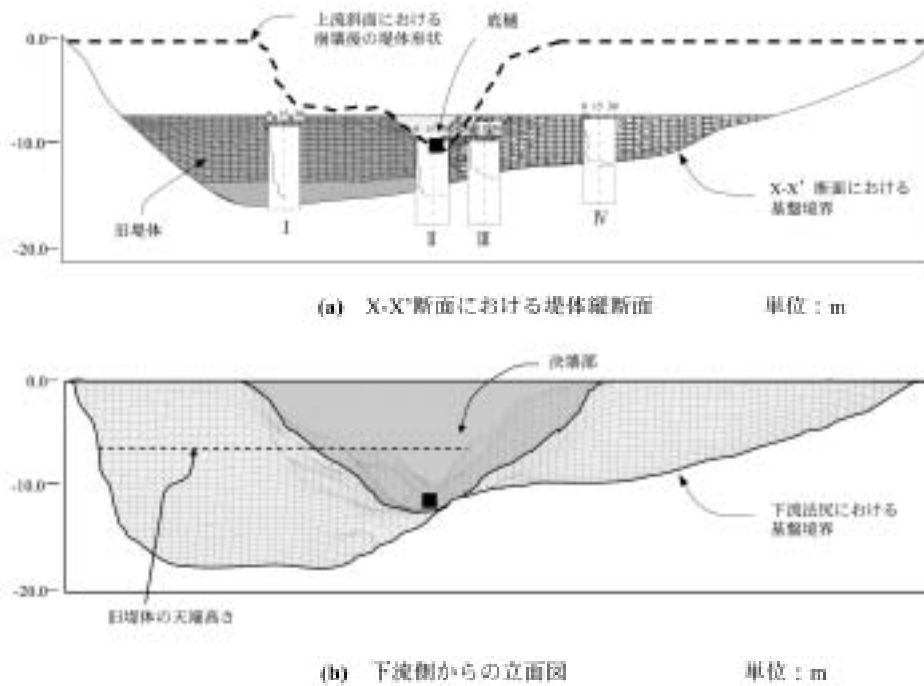 上流斜面における
崩壊後の堤体形状
底樋
0.0
-10.0
-20.0
旧堤体
I
II
III
IV
X-X' 断面における
基盤境界
(a) X-X'断面における堤体縦断面 単位：m
決壊部
0.0
-10.0
-20.0
下流法尻における
基盤境界
旧堤体の天端高さ
(b) 下流側からの立面図 単位：m